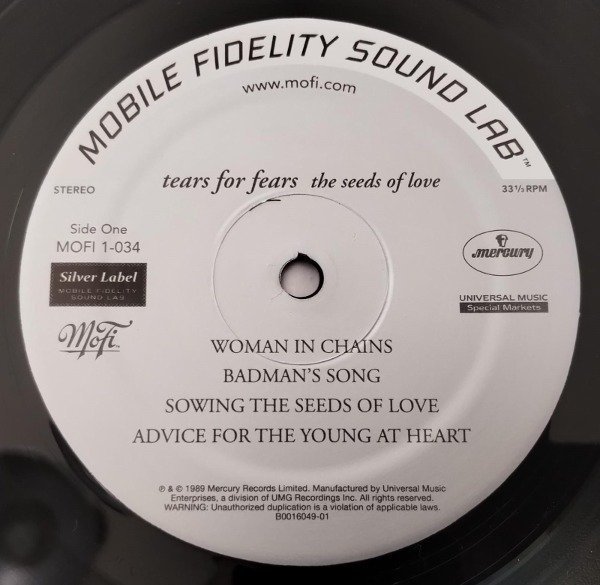 MOBILE FIDELITY SOUND LAB™
www.mofi.com
tears for fears the seeds of love
STEREO
33⅓ RPM
Side One
MOFI 1-034
Silver Label
MOBILE FIDELITY
SOUND LAB
MoFi™
mercury
UNIVERSAL MUSIC
Special Markets
WOMAN IN CHAINS
BADMAN'S SONG
SOWING THE SEEDS OF LOVE
ADVICE FOR THE YOUNG AT HEART
℗ & © 1989 Mercury Records Limited. Manufactured by Universal Music
Enterprises, a division of UMG Recordings Inc. All rights reserved.
WARNING: Unauthorized duplication is a violation of applicable laws.
B0016049-01